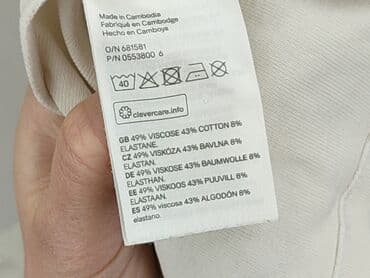 Made in Cambodia
Fabriqué en Cambodge
Hecho en Camboya
O/N 681581
P/N 0553800 6
40
clevercare.info
GB 49% VISCOSE 43% COTTON 8%
ELASTANE.
CZ 49% VISKÓZA 43% BAVLNA 8%
ELASTAN.
DE 49% VISKOSE 43% BAUMWOLLE 8%
ELASTHAN.
EE 49% VISKOOS 43% PUUVILL 8%
ELASTAAN.
ES 49% viscosa 43% ALGODÓN 8%
elastano.